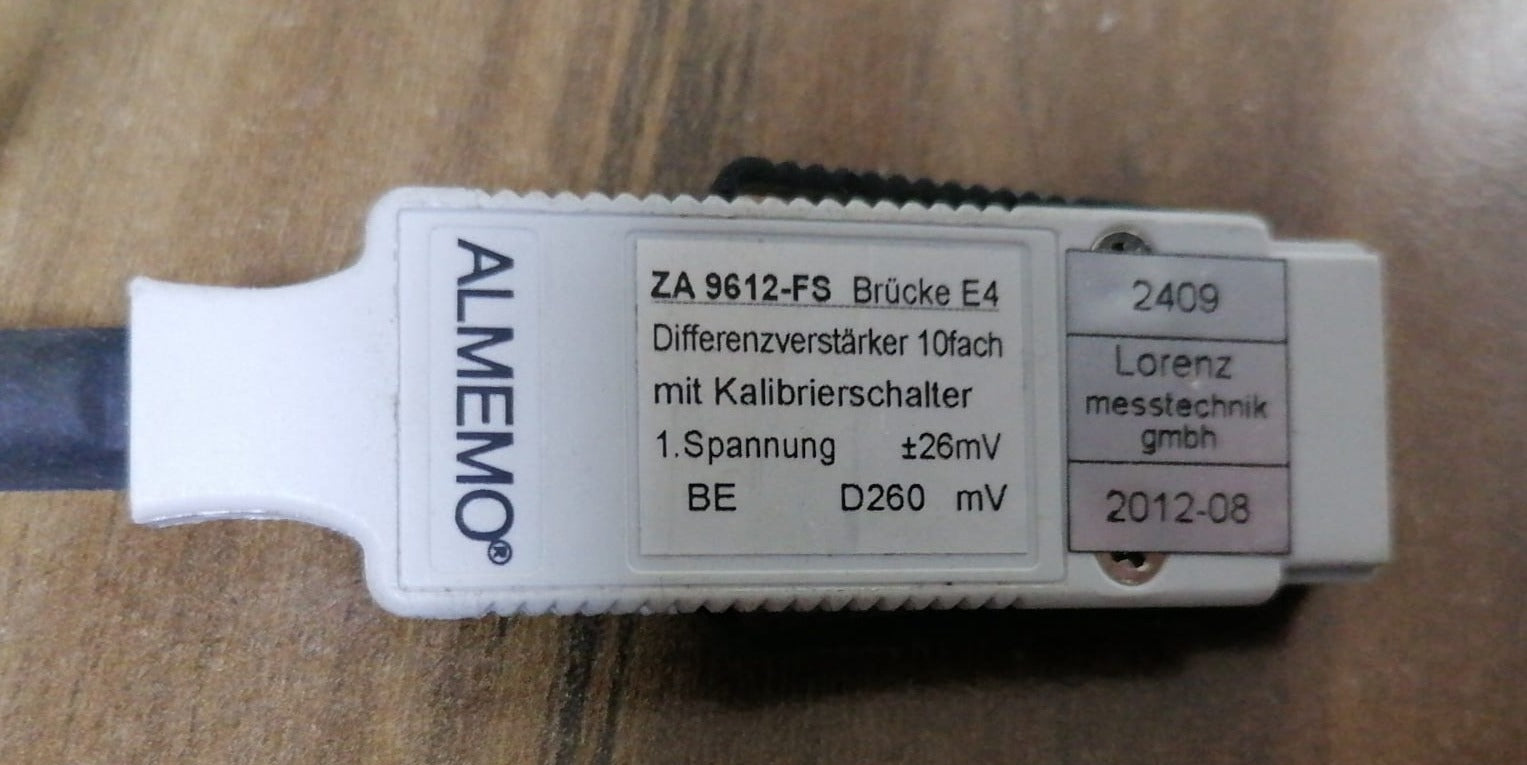 ALMEMO®
ZA 9612-FS Brücke E4
Differenzverstärker 10fach
mit Kalibrierschalter
1.Spannung ±26mV
BE D260 mV
2409
Lorenz
messtechnik
gmbh
2012-08